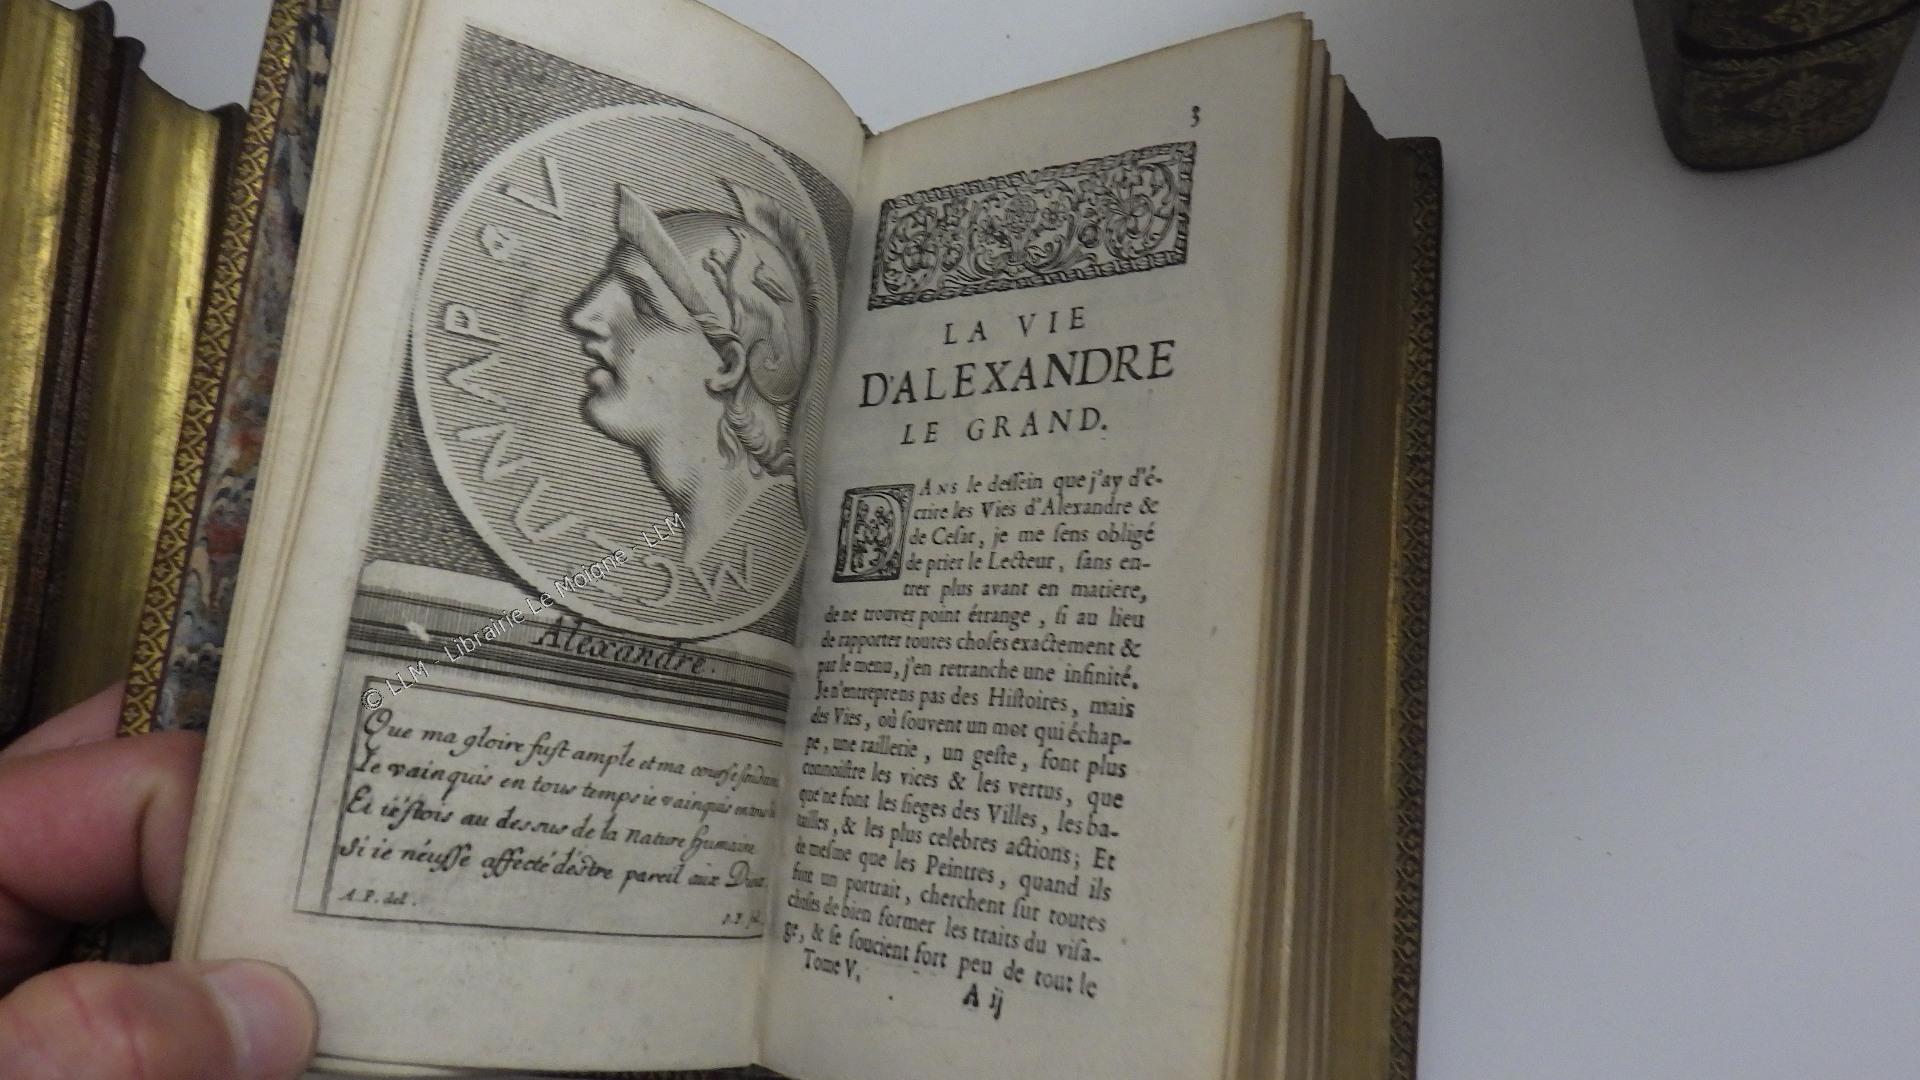 Alexandre.
Que ma gloire fust ample et ma course
Ie vainquis en tous temps ie vainquis en
Et i'estois au dessus de la nature humaine
Si ie n'eusse affecté d'estre pareil aux
A. P. del.
© LLM - Librairie Le Moigne - LLM
3
LA VIE
D'ALEXANDRE
LE GRAND.
DANS le deſſein que j'ay d'é-
crire les Vies d'Alexandre &
de Ceſar, je me ſens obligé
de prier le Lecteur, ſans en-
trer plus avant en matiere,
de ne trouver point étrange, ſi au lieu
de rapporter toutes choſes exactement &
par le menu, j'en retranche une infinité.
Je n'entreprens pas des Hiſtoires, mais
des Vies, où ſouvent un mot qui échap-
pe, une raillerie, un geſte, font plus
connoiſtre les vices & les vertus, que
que ne font les ſieges des Villes, les ba-
tailles, & les plus celebres actions; Et
de meſme que les Peintres, quand ils
font un portrait, cherchent ſur toutes
choſes de bien former les traits du viſa-
ge, & ſe ſoucient fort peu de tout le
Tome V.
A ij